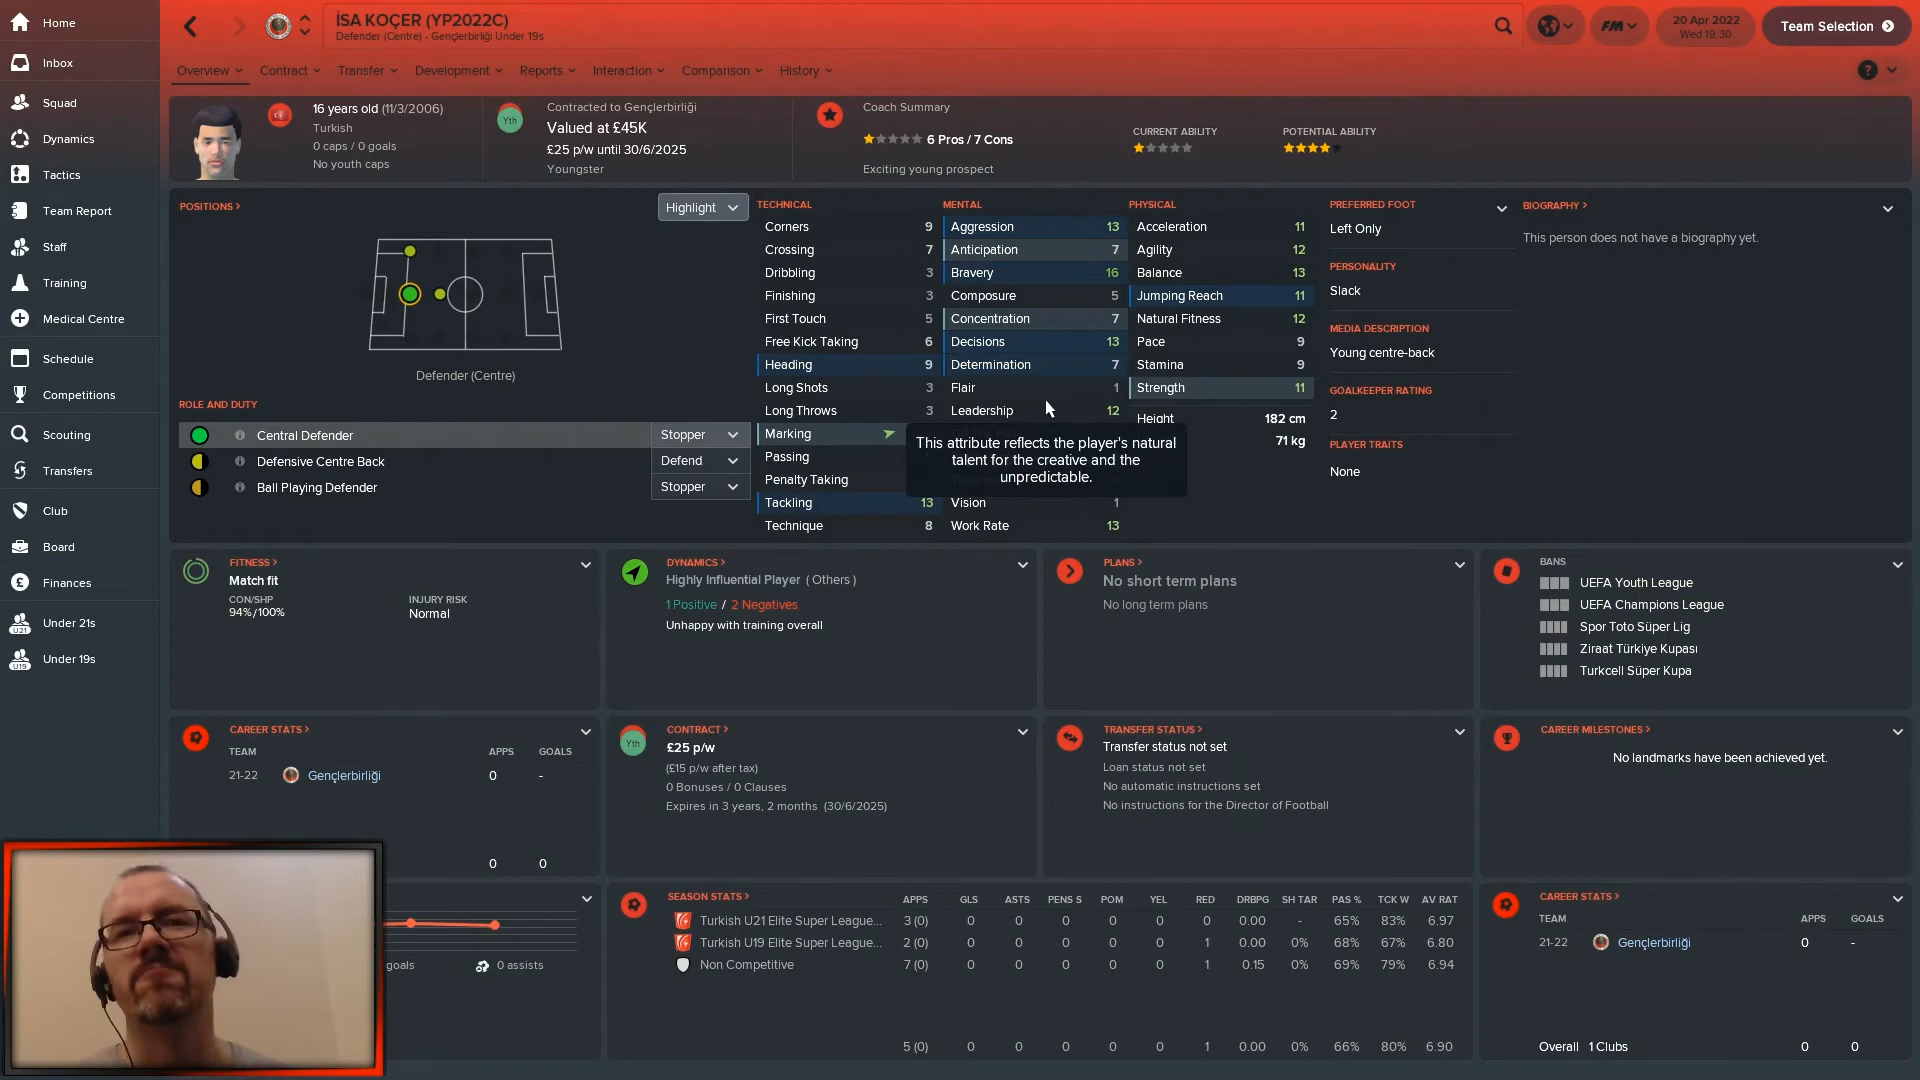 Home
Inbox
Squad
Dynamics
Tactics
Team Report
Staff
Training
Medical Centre
Schedule
Competitions
Scouting
Transfers
Club
Board
Finances
U21
Under 21s
U19
Under 19s
İSA KOÇER (YP2022C)
Defender (Centre) - Gençlerbirliği Under 19s
FM
20 Apr 2022
Wed 19:30
Team Selection
Overview
Contract
Transfer
Development
Reports
Interaction
Comparison
History
?
16 years old (11/3/2006)
Turkish
0 caps / 0 goals
No youth caps
Yth
Contracted to Gençlerbirliği
Valued at £45K
£25 p/w until 30/6/2025
Youngster
Coach Summary
6 Pros / 7 Cons
Exciting young prospect
CURRENT ABILITY
POTENTIAL ABILITY
POSITIONS >
Highlight
Defender (Centre)
ROLE AND DUTY
Central Defender Stopper
Defensive Centre Back Defend
Ball Playing Defender Stopper
TECHNICAL
Corners 9
Crossing 7
Dribbling 3
Finishing 3
First Touch 5
Free Kick Taking 6
Heading 9
Long Shots 3
Long Throws 3
Marking
Passing
Penalty Taking
Tackling 13
Technique 8
MENTAL
Aggression 13
Anticipation 7
Bravery 16
Composure 5
Concentration 7
Decisions 13
Determination 7
Flair 1
Leadership 12
This attribute reflects the player's natural
talent for the creative and the
unpredictable.
Vision 1
Work Rate 13
PHYSICAL
Acceleration 11
Agility 12
Balance 13
Jumping Reach 11
Natural Fitness 12
Pace 9
Stamina 9
Strength 11
Height 182 cm
71 kg
PREFERRED FOOT
Left Only
PERSONALITY
Slack
MEDIA DESCRIPTION
Young centre-back
GOALKEEPER RATING
2
PLAYER TRAITS
None
BIOGRAPHY >
This person does not have a biography yet.
FITNESS >
Match fit
CON/SHP
94%/100%
INJURY RISK
Normal
DYNAMICS >
Highly Influential Player ( Others )
1 Positive / 2 Negatives
Unhappy with training overall
PLANS >
No short term plans
No long term plans
BANS
UEFA Youth League
UEFA Champions League
Spor Toto Süper Lig
Ziraat Türkiye Kupası
Turkcell Süper Kupa
CAREER STATS >
TEAM APPS GOALS
21-22 Gençlerbirliği 0 -
0 0
CONTRACT >
Yth
£25 p/w
(£15 p/w after tax)
0 Bonuses / 0 Clauses
Expires in 3 years, 2 months (30/6/2025)
TRANSFER STATUS >
Transfer status not set
Loan status not set
No automatic instructions set
No instructions for the Director of Football
CAREER MILESTONES >
No landmarks have been achieved yet.
goals
0 assists
SEASON STATS > APPS GLS ASTS PENS S POM YEL RED DRBPG SH TAR PAS % TCK W AV RAT
Turkish U21 Elite Super League... 3 (0) 0 0 0 0 0 0 0.00 - 65% 83% 6.97
Turkish U19 Elite Super League... 2 (0) 0 0 0 0 0 1 0.00 0% 68% 67% 6.80
Non Competitive 7 (0) 0 0 0 0 0 1 0.15 0% 69% 79% 6.94
5 (0) 0 0 0 0 0 1 0.00 0% 66% 80% 6.90
CAREER STATS >
TEAM APPS GOALS
21-22 Gençlerbirliği 0 -
Overall 1 Clubs 0 0